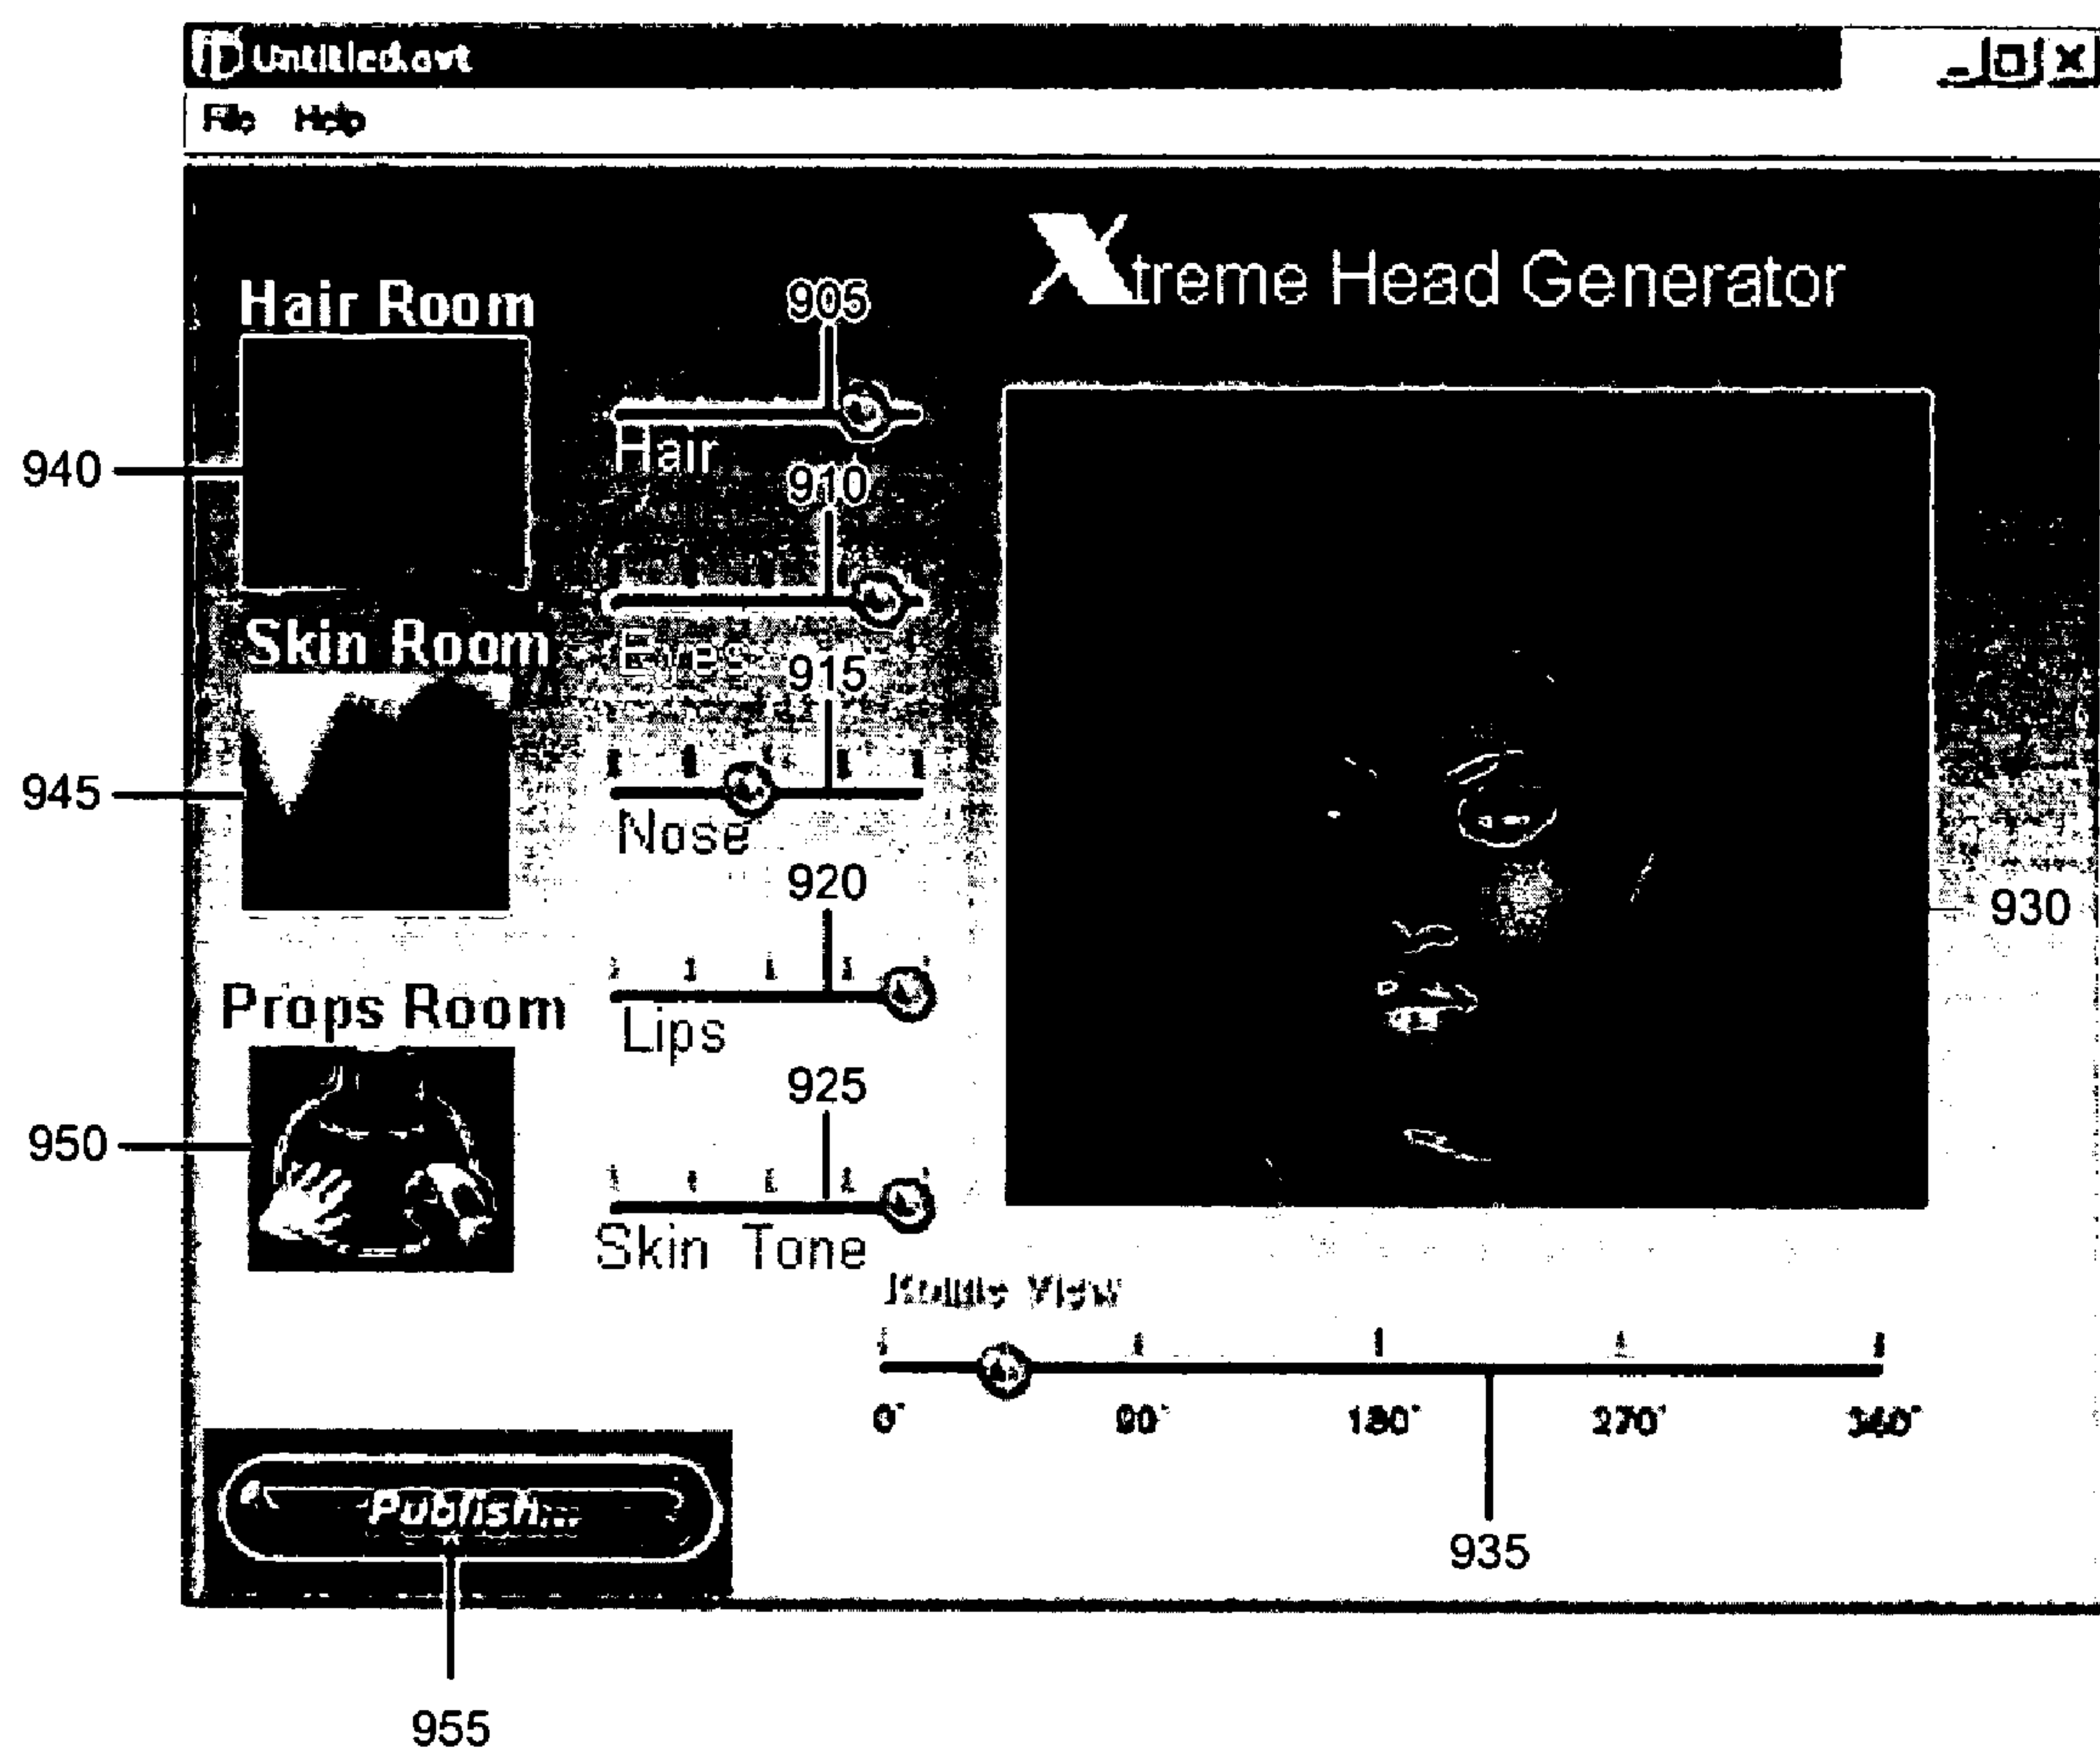 Untitled.avt
File Help
Xtreme Head Generator
Hair Room
905
Hair
940
910
Eyes
Skin Room
915
945
Nose
920
930
Props Room
Lips
925
950
Skin Tone
Rotate View
0° 90° 180° 270° 360°
Publish...
935
955